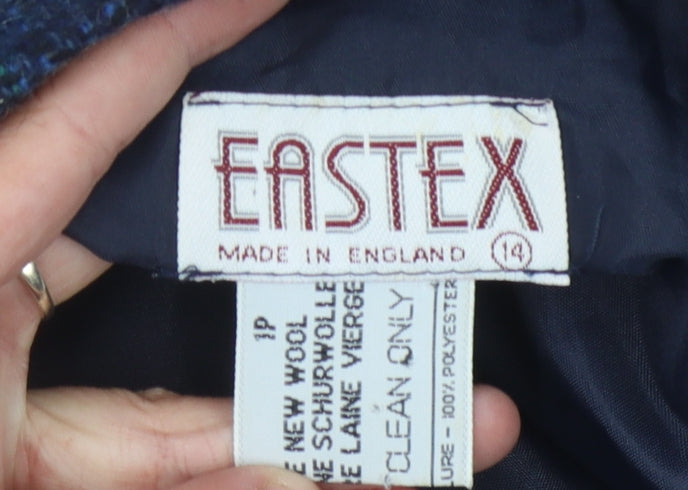 EASTEX
MADE IN ENGLAND 14
1P
NEW WOOL
SCHURWOLLE
LAINE VIERGE
CLEAN ONLY
– 100% POLYESTER